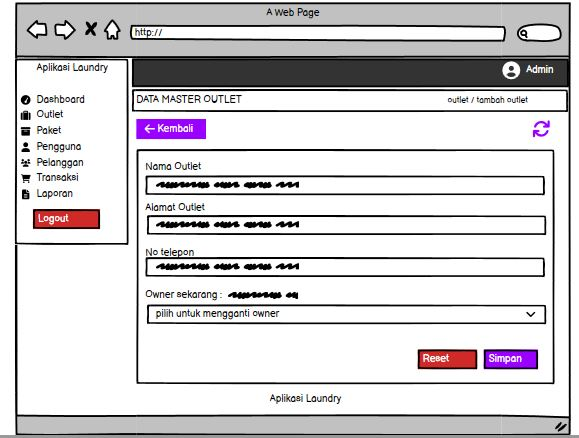 A Web Page
http://
Aplikasi Laundry
Admin
Dashboard
Outlet
Paket
Pengguna
Pelanggan
Transaksi
Laporan
Logout
DATA MASTER OUTLET
outlet / tambah outlet
Kembali
Nama Outlet
Alamat Outlet
No telepon
Owner sekarang :
pilih untuk mengganti owner
Reset
Simpan
Aplikasi Laundry